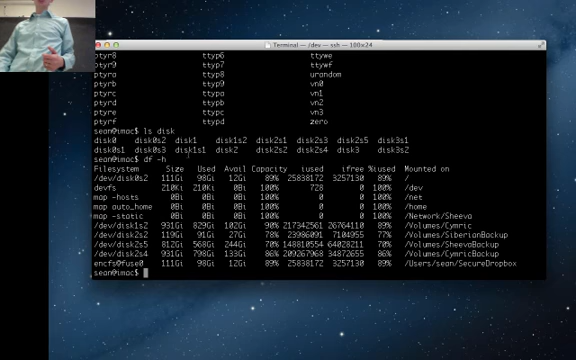 Terminal — /dev — ssh — 100×24
ptyr8 ttyp6 ttywe
ptyr9 ttyp7 ttywf
ptyra ttyp8 urandom
ptyrb ttyp9 vn0
ptyrc ttypa vn1
ptyrd ttypb vn2
ptyre ttypc vn3
ptyrf ttypd zero
sean@imac$ ls disk
disk0 disk0s2 disk1 disk1s2 disk2s1 disk2s3 disk2s5 disk3s1
disk0s1 disk0s3 disk1s1 disk2 disk2s2 disk2s4 disk3 disk3s2
sean@imac$ df -h
Filesystem Size Used Avail Capacity iused ifree %iused Mounted on
/dev/disk0s2 111Gi 98Gi 12Gi 89% 25838172 3257130 89% /
devfs 210Ki 210Ki 0Bi 100% 728 0 100% /dev
map -hosts 0Bi 0Bi 0Bi 100% 0 0 100% /net
map auto_home 0Bi 0Bi 0Bi 100% 0 0 100% /home
map -static 0Bi 0Bi 0Bi 100% 0 0 100% /Network/Sheeva
/dev/disk1s2 931Gi 829Gi 102Gi 90% 217342561 26764110 89% /Volumes/Cymric
/dev/disk2s2 119Gi 91Gi 27Gi 78% 23986091 7104955 77% /Volumes/SiberianBackup
/dev/disk2s5 812Gi 568Gi 244Gi 70% 148810554 64028211 70% /Volumes/SheevaBackup
/dev/disk2s4 931Gi 798Gi 133Gi 86% 209267968 34872655 86% /Volumes/CymricBackup
encfs@fuse0 111Gi 98Gi 12Gi 89% 25838172 3257130 89% /Users/sean/SecureDropbox
sean@imac$